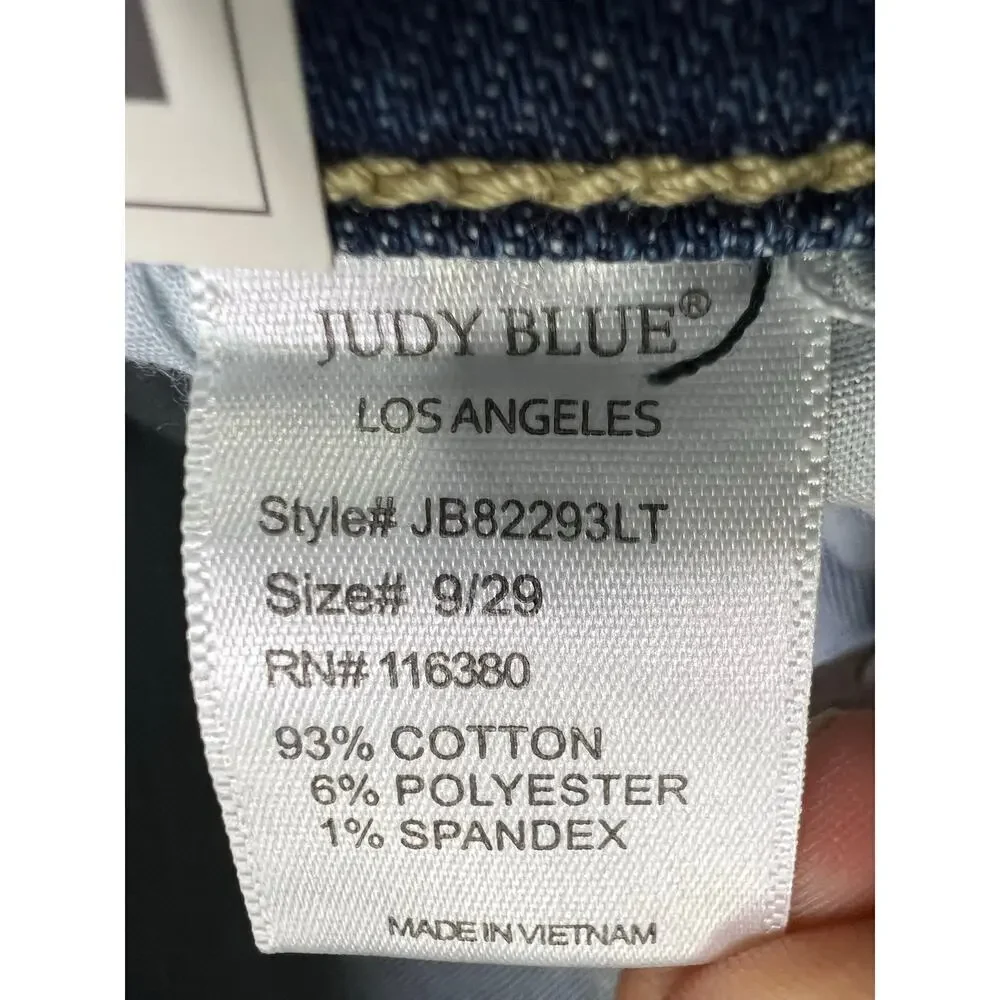 JUDY BLUE®
LOS ANGELES
Style# JB82293LT
Size# 9/29
RN# 116380
93% COTTON
6% POLYESTER
1% SPANDEX
MADE IN VIETNAM